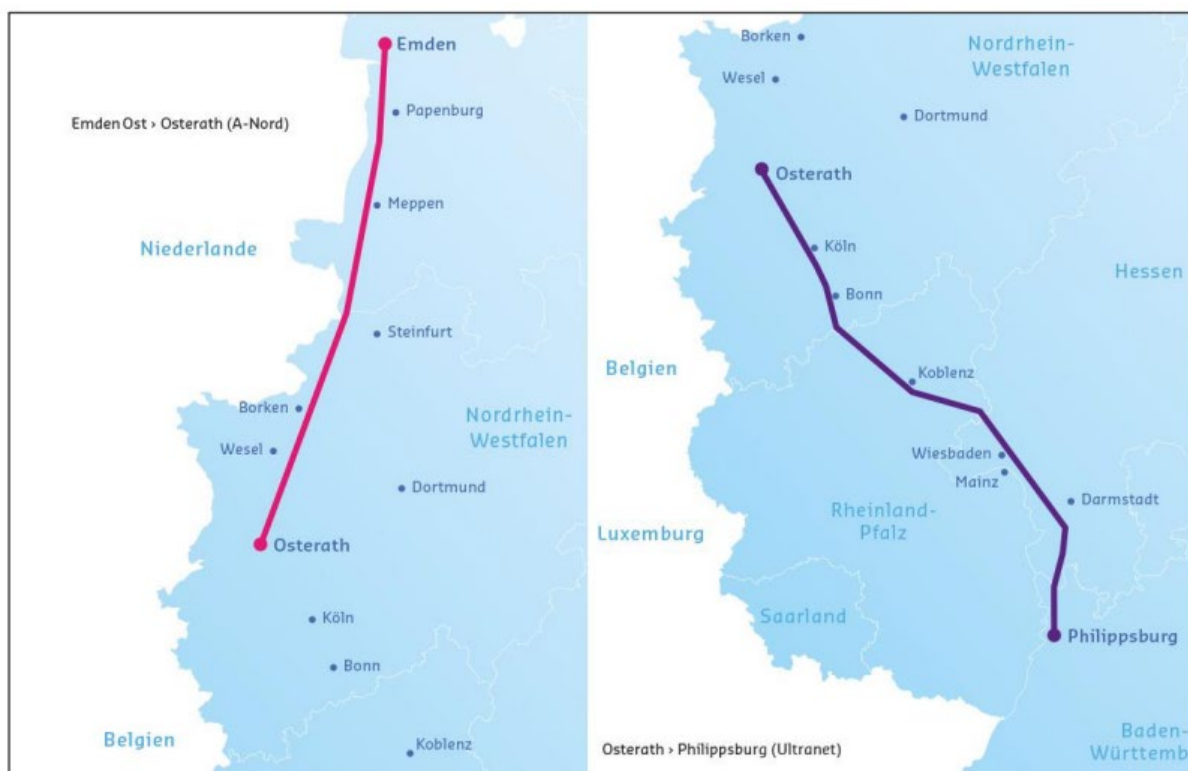 Emden
Papenburg
Emden Ost › Osterath (A-Nord)
Meppen
Niederlande
Steinfurt
Borken
Nordrhein-
Westfalen
Wesel
Dortmund
Osterath
Köln
Bonn
Belgien
Koblenz
Borken
Nordrhein-
Westfalen
Wesel
Dortmund
Osterath
Köln
Hessen
Bonn
Belgien
Koblenz
Wiesbaden
Mainz
Darmstadt
Rheinland-
Pfalz
Luxemburg
Saarland
Philippsburg
Baden-
Württemb
Osterath › Philippsburg (Ultranet)